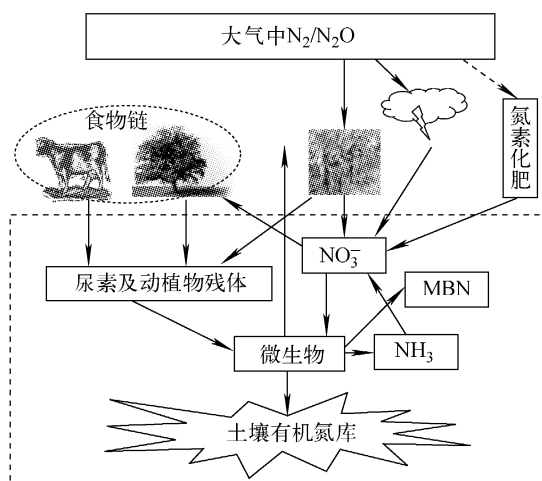 大气中N₂/N₂O
食物链
氮素化肥
NO₃⁻
尿素及动植物残体
MBN
微生物
NH₃
土壤有机氮库